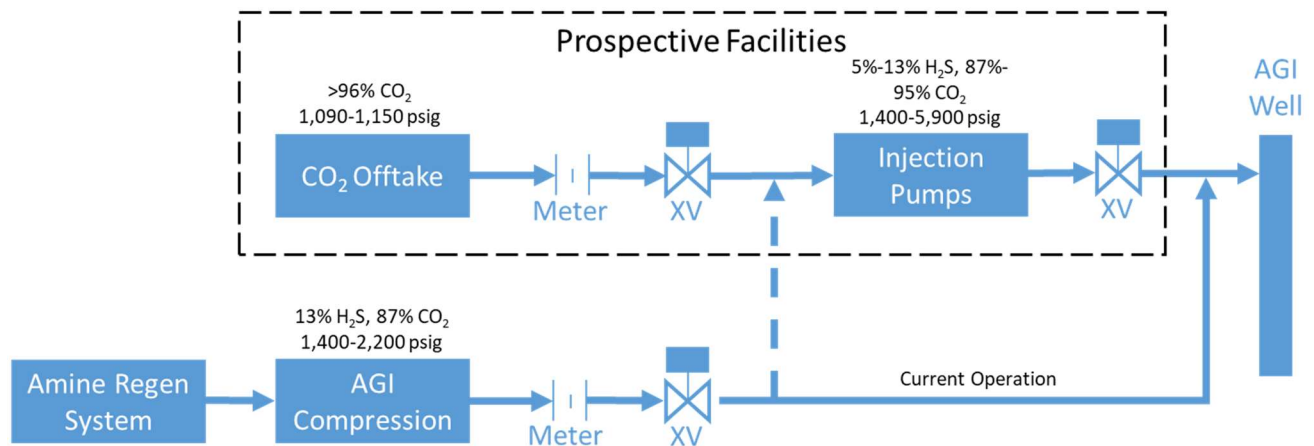 Prospective Facilities
>96% CO₂
1,090-1,150 psig
CO₂ Offtake
Meter
XV
5%-13% H₂S, 87%-
95% CO₂
1,400-5,900 psig
Injection
Pumps
XV
AGI
Well
13% H₂S, 87% CO₂
1,400-2,200 psig
Amine Regen
System
AGI
Compression
Meter
XV
Current Operation